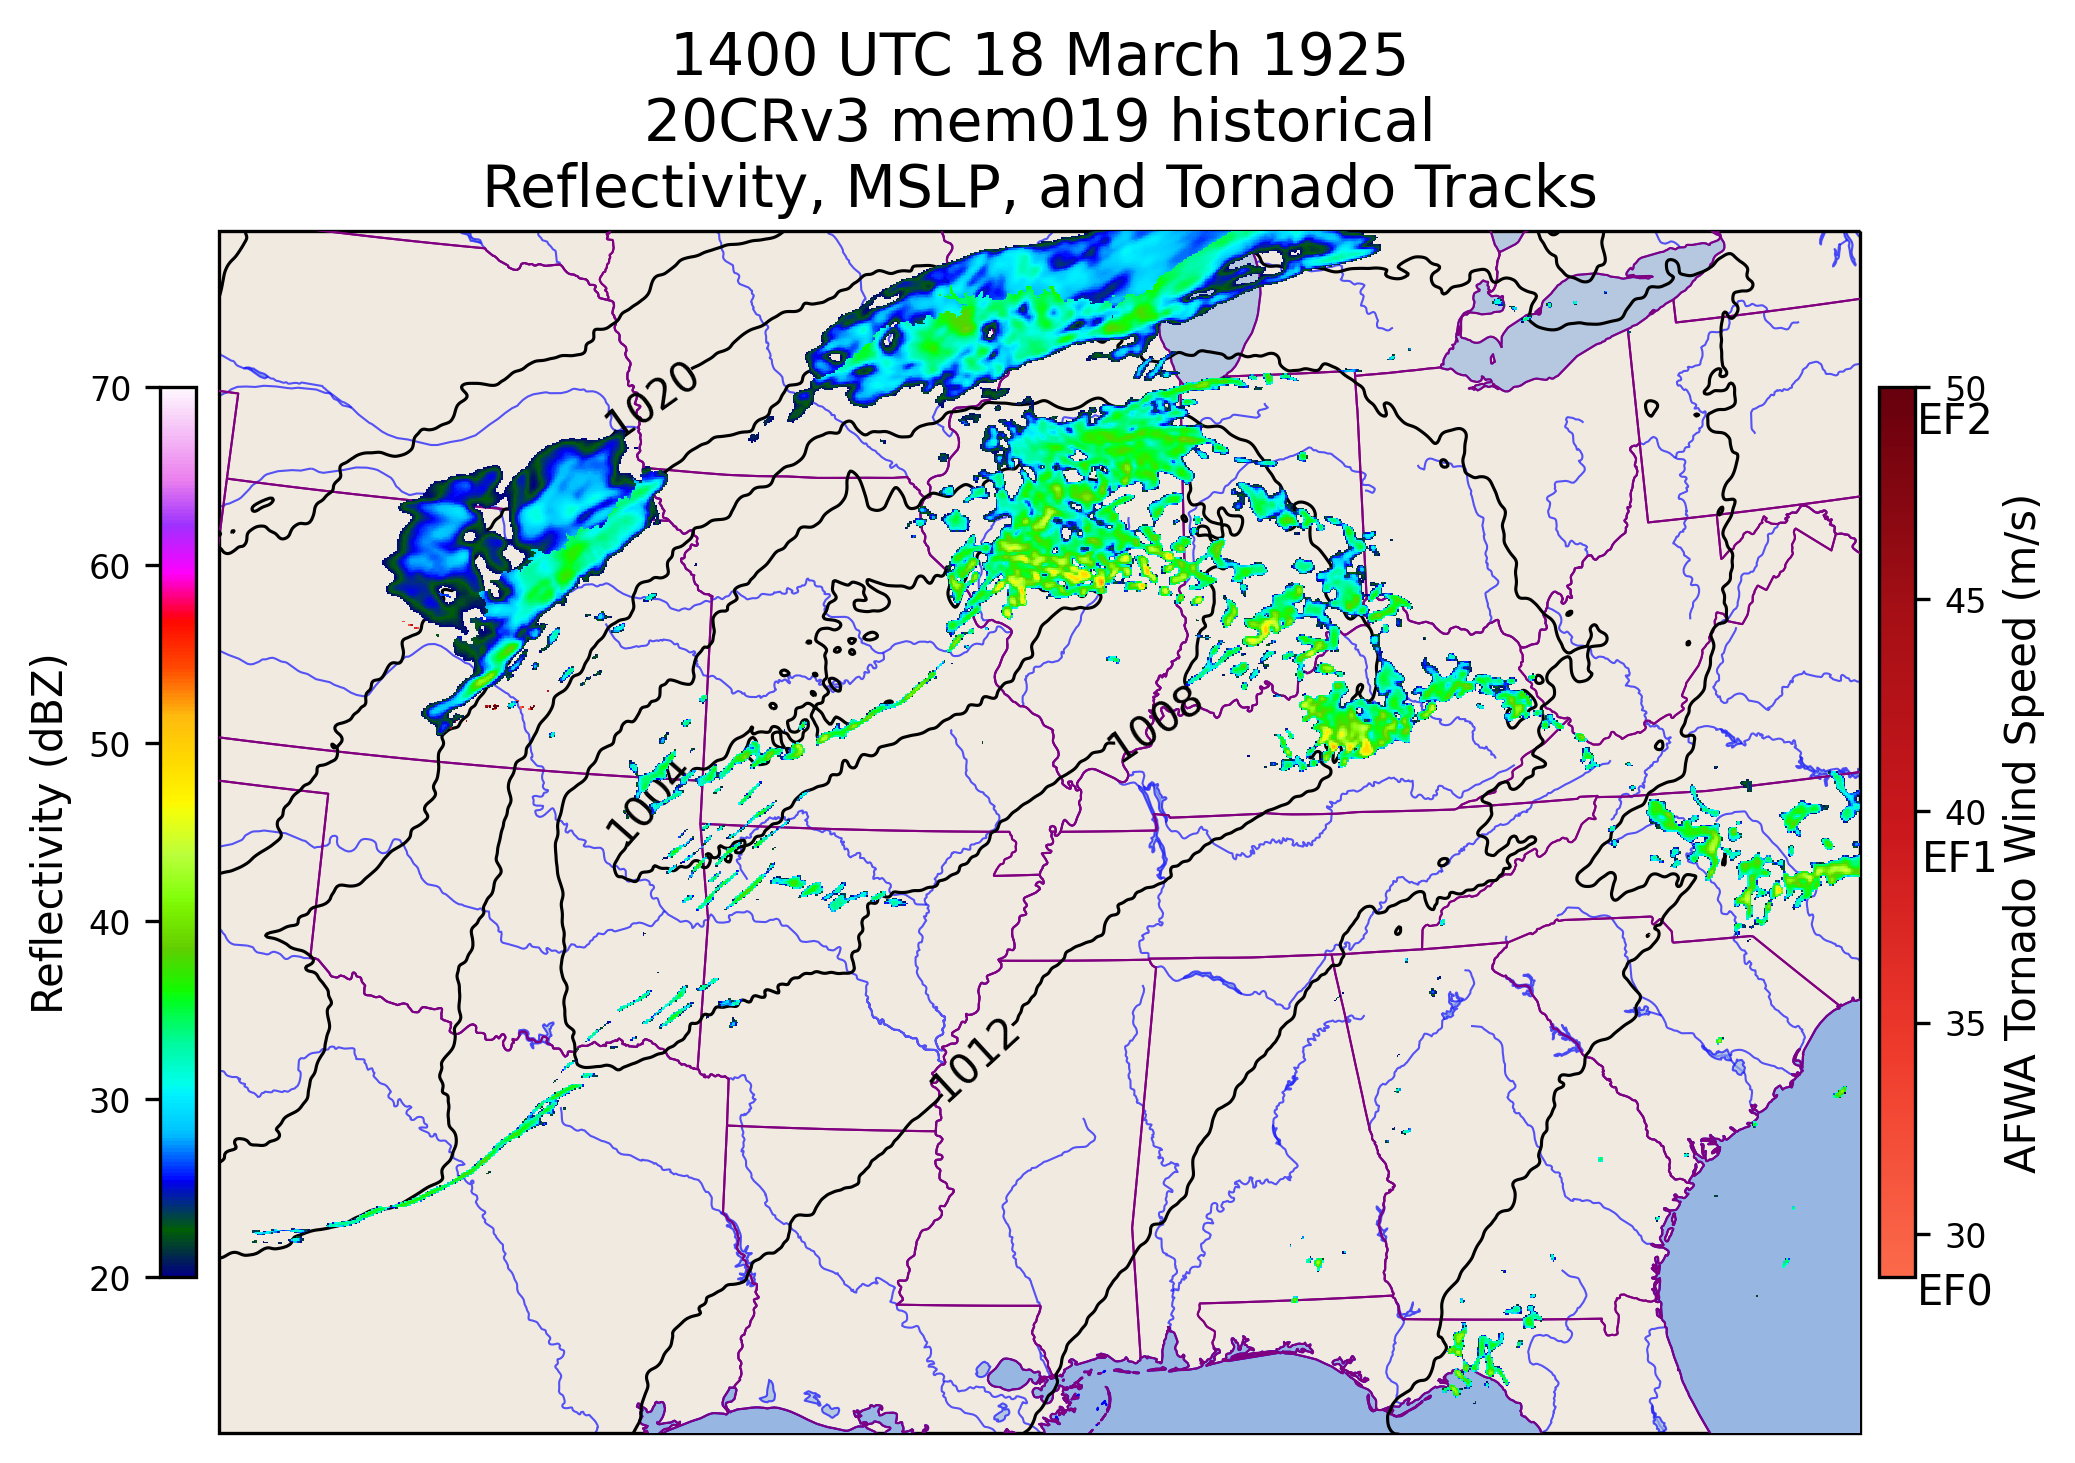 1400 UTC 18 March 1925
20CRv3 mem019 historical
Reflectivity, MSLP, and Tornado Tracks
70
60
50
40
30
20
Reflectivity (dBZ)
1020
1004
1008
1012
50
EF2
45
40
EF1
35
30
EF0
AFWA Tornado Wind Speed (m/s)